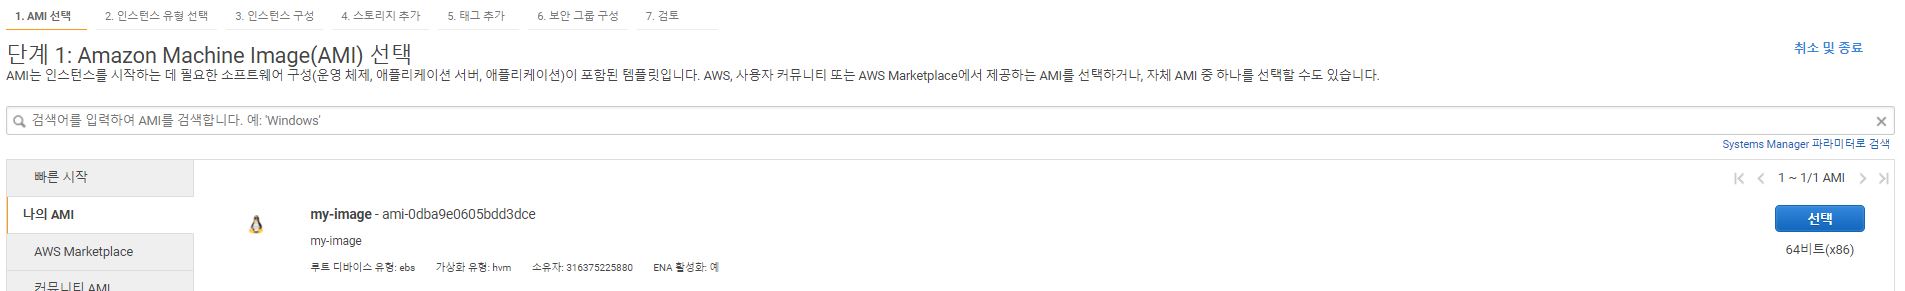 1. AMI 선택 2. 인스턴스 유형 선택 3. 인스턴스 구성 4. 스토리지 추가 5. 태그 추가 6. 보안 그룹 구성 7. 검토
단계 1: Amazon Machine Image(AMI) 선택
취소 및 종료
AMI는 인스턴스를 시작하는 데 필요한 소프트웨어 구성(운영 체제, 애플리케이션 서버, 애플리케이션)이 포함된 템플릿입니다. AWS, 사용자 커뮤니티 또는 AWS Marketplace에서 제공하는 AMI를 선택하거나, 자체 AMI 중 하나를 선택할 수도 있습니다.
검색어를 입력하여 AMI를 검색합니다. 예: 'Windows'
Systems Manager 파라미터로 검색
빠른 시작
1 ~ 1/1 AMI
나의 AMI
my-image - ami-0dba9e0605bdd3dce
선택
my-image
64비트(x86)
AWS Marketplace
루트 디바이스 유형: ebs 가상화 유형: hvm 소유자: 316375225880 ENA 활성화: 예
커뮤니티 AMI